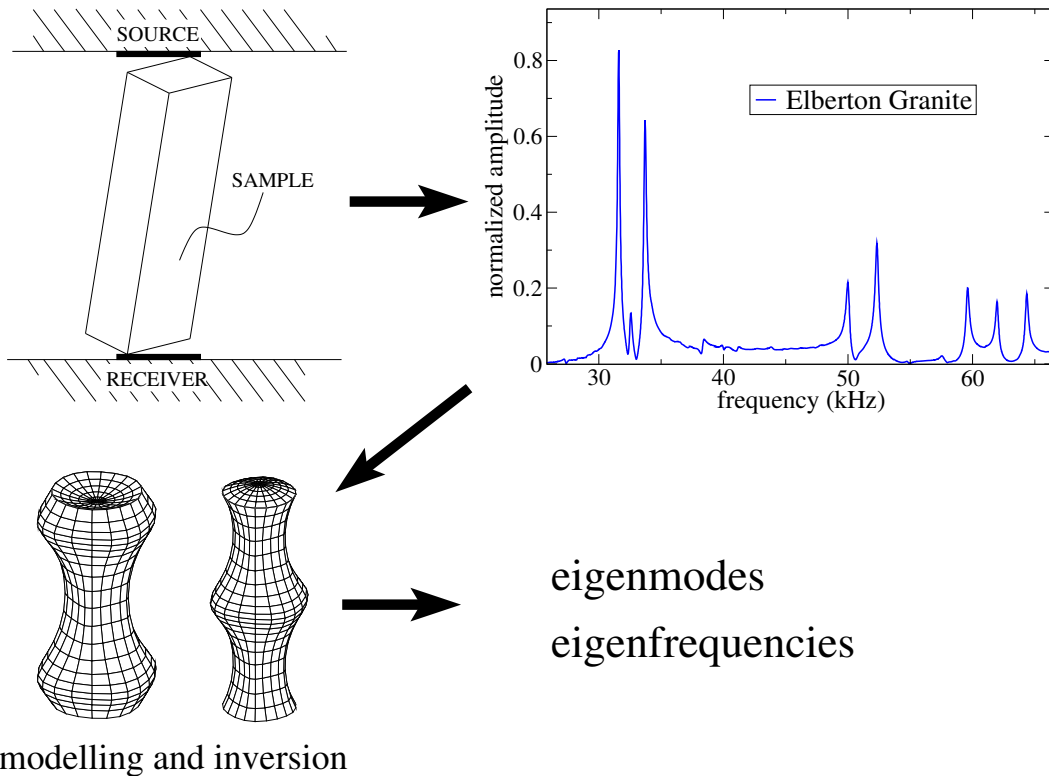 SOURCE
SAMPLE
RECEIVER
normalized amplitude
0.8
0.6
0.4
0.2
0
Elberton Granite
30
40
50
60
frequency (kHz)
eigenmodes
eigenfrequencies
modelling and inversion